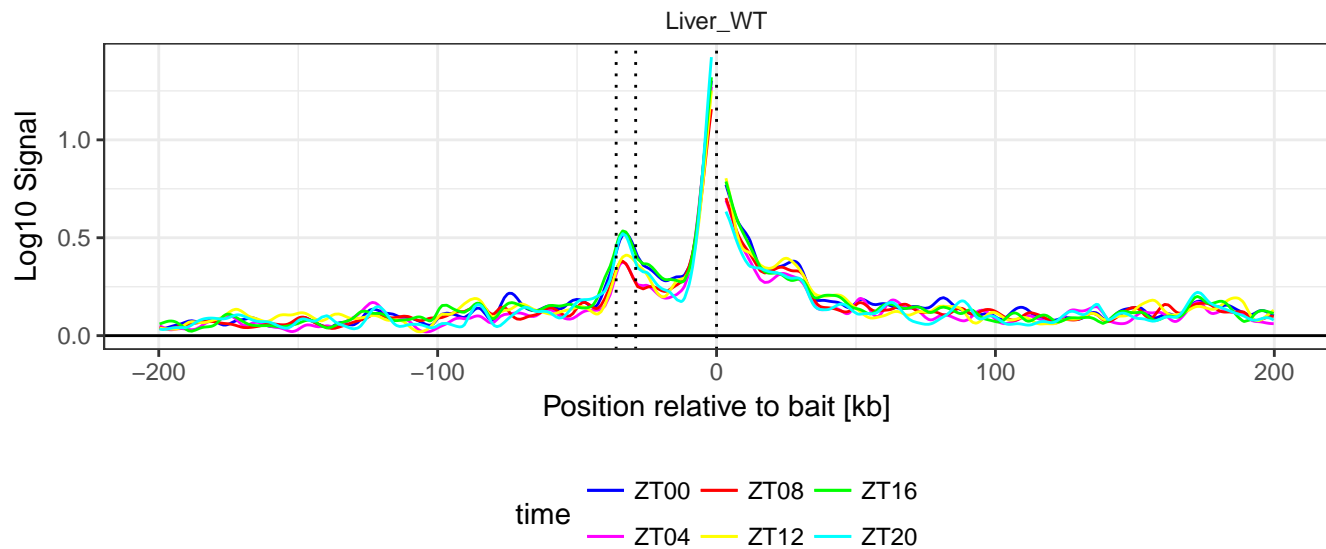 Liver_WT
1.0
0.5
0.0
Log10 Signal
−200 −100 0 100 200
Position relative to bait [kb]
time
ZT00 ZT08 ZT16
ZT04 ZT12 ZT20